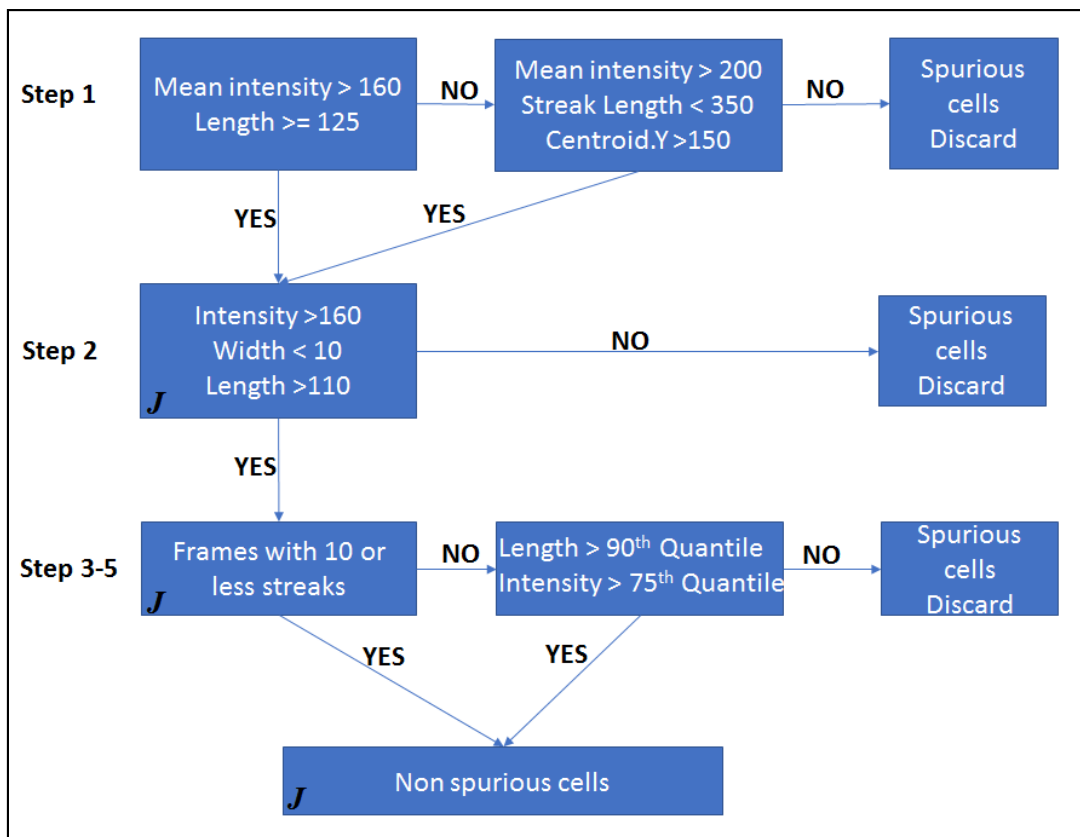 Step 1
Mean intensity > 160
Length >= 125
NO
Mean intensity > 200
Streak Length < 350
Centroid.Y >150
NO
Spurious
cells
Discard
YES
YES
Step 2
Intensity >160
Width < 10
Length >110
J
NO
Spurious
cells
Discard
YES
Step 3-5
Frames with 10 or
less streaks
J
NO
Length > 90th Quantile
Intensity > 75th Quantile
NO
Spurious
cells
Discard
YES
YES
Non spurious cells
J